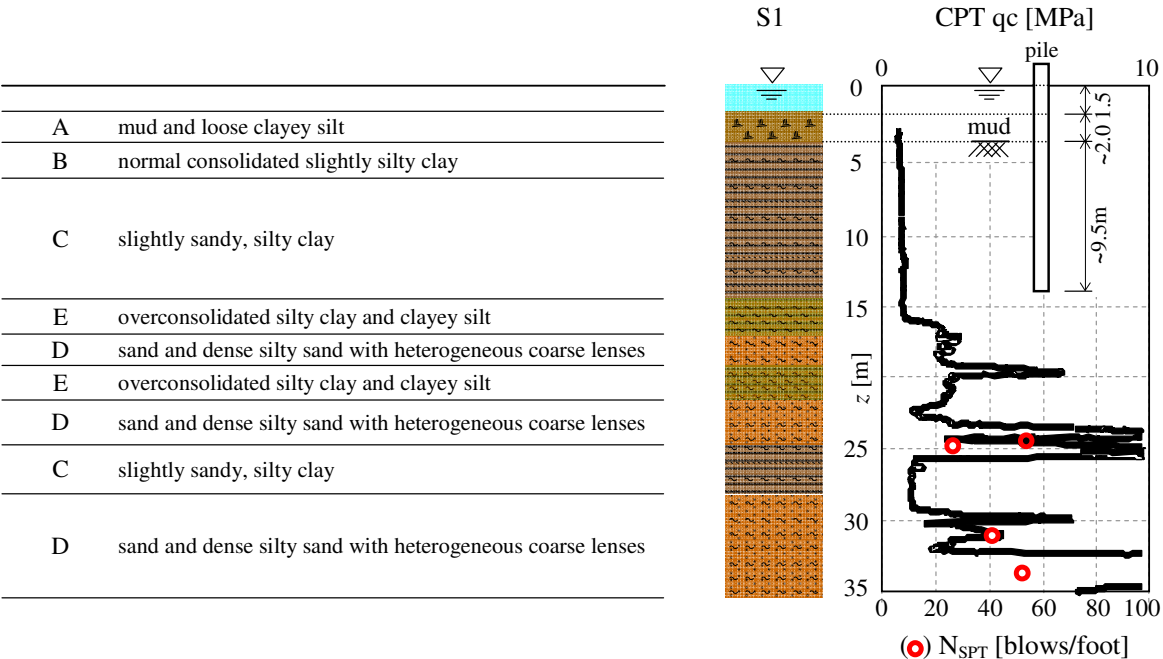 S1
CPT qc [MPa]
pile
0 10
A mud and loose clayey silt
B normal consolidated slightly silty clay
C slightly sandy, silty clay
E overconsolidated silty clay and clayey silt
D sand and dense silty sand with heterogeneous coarse lenses
E overconsolidated silty clay and clayey silt
D sand and dense silty sand with heterogeneous coarse lenses
C slightly sandy, silty clay
D sand and dense silty sand with heterogeneous coarse lenses
0
5
10
15
20
25
30
35
z [m]
mud
1.5
~2.0
~9.5m
0 20 40 60 80 100
( ) NSPT [blows/foot]